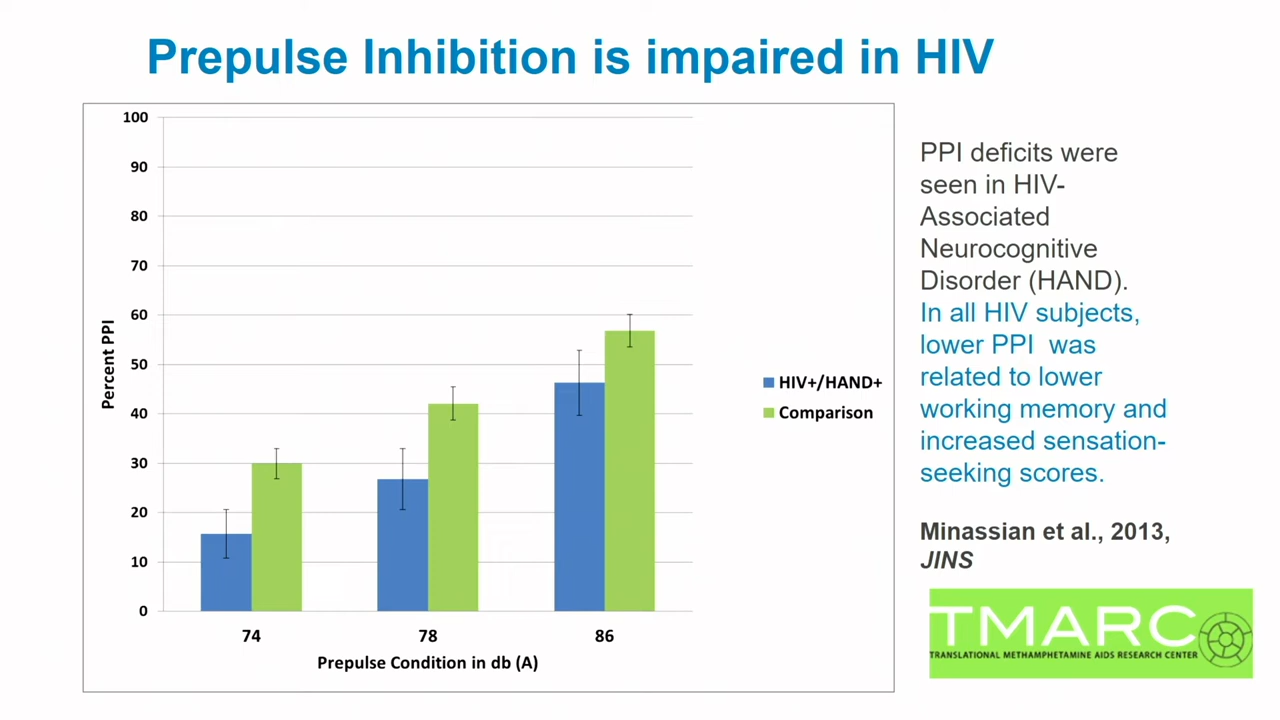 Prepulse Inhibition is impaired in HIV
100
90
80
70
60
50
40
30
20
10
0
Percent PPI
74
78
86
Prepulse Condition in db (A)
HIV+/HAND+
Comparison
PPI deficits were
seen in HIV-
Associated
Neurocognitive
Disorder (HAND).
In all HIV subjects,
lower PPI was
related to lower
working memory and
increased sensation-
seeking scores.
Minassian et al., 2013,
JINS
TMARC
TRANSLATIONAL METHAMPHETAMINE AIDS RESEARCH CENTER